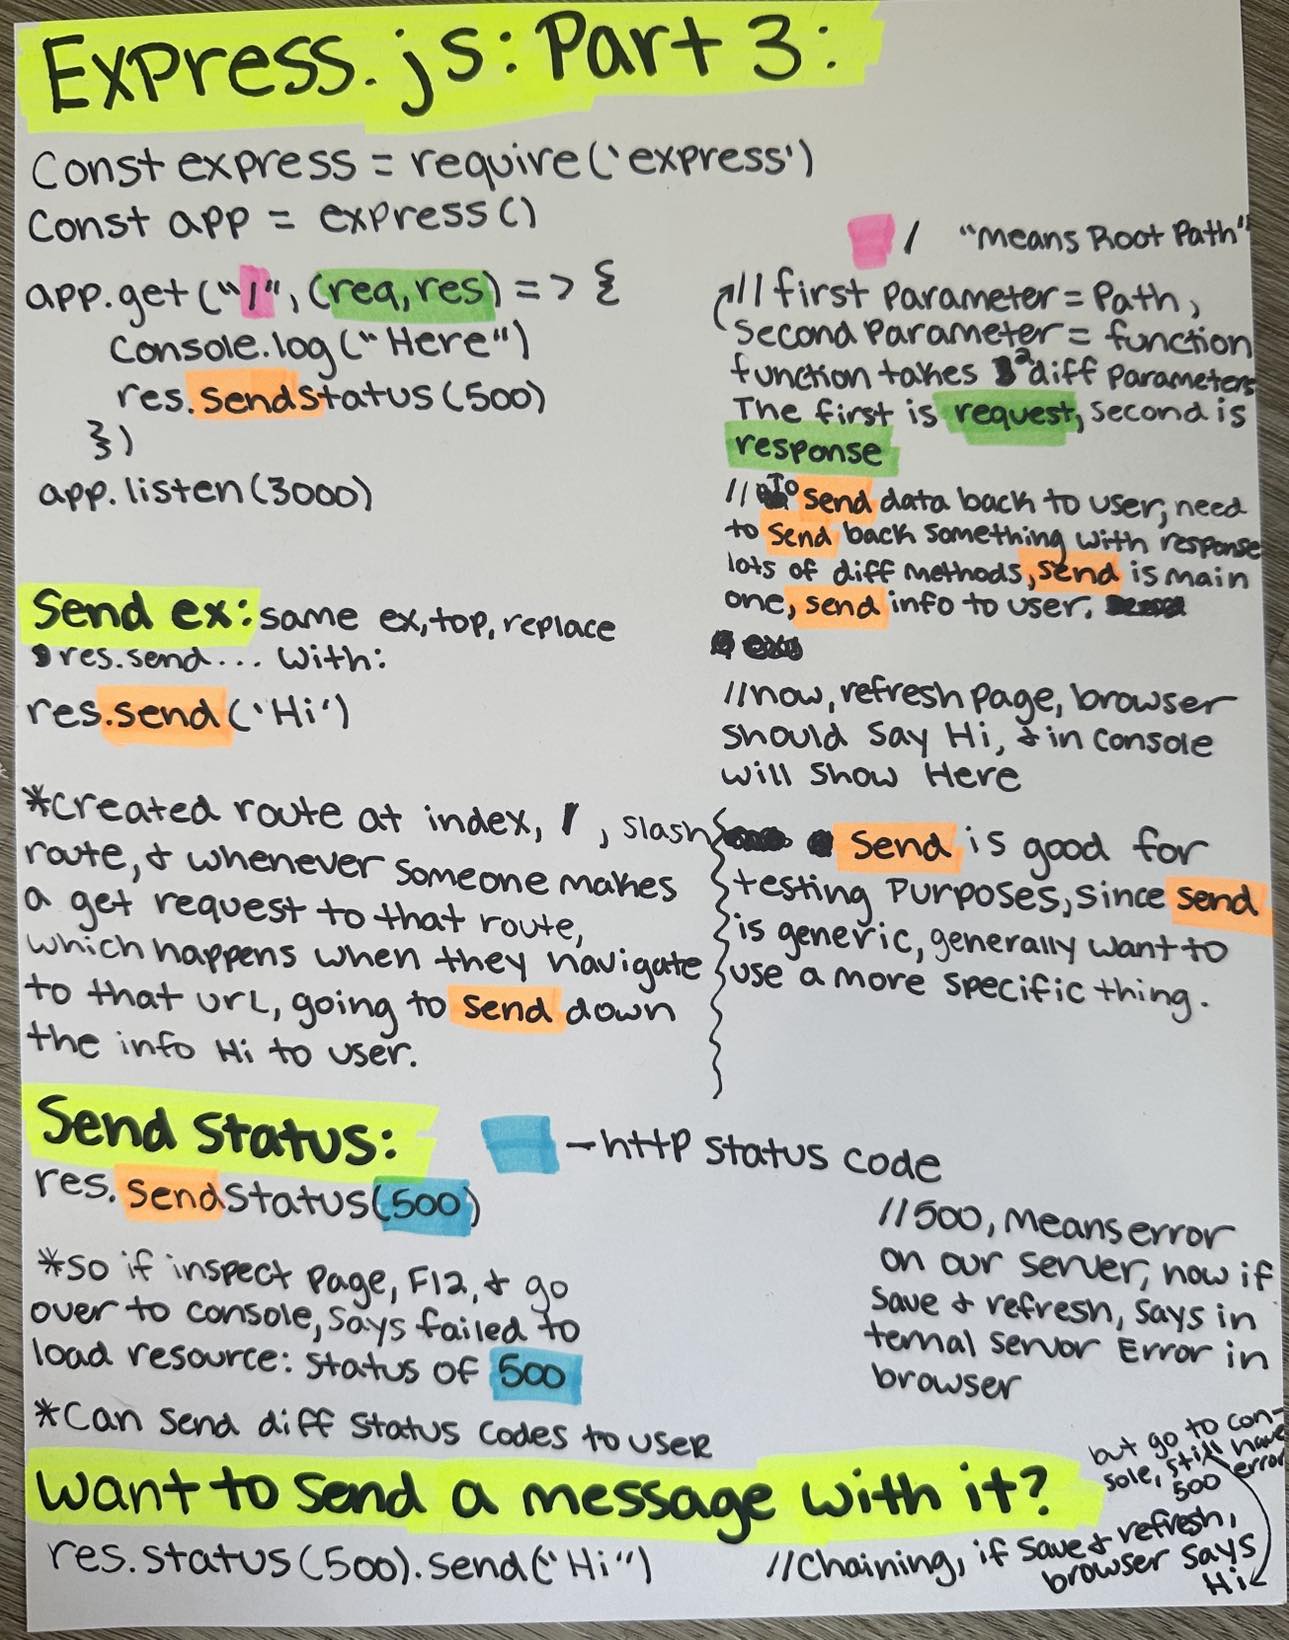 Express.js: Part 3:
Const express = require('express')
Const app = express()
app.get("/", (req,res) => {
Console.log("Here")
res.sendStatus(500)
})
app.listen(3000)
/ "means Root Path"
// first Parameter = Path,
Second Parameter = function
function takes 2 diff parameters
The first is request, second is
response
// To send data back to user, need
to send back something with response
lots of diff methods, send is main
one, send info to user.
Send ex: same ex, top, replace
res.send... with:
res.send('Hi')
//now, refresh page, browser
should say Hi, & in console
will show Here
*Created route at index, /, slash
route, & whenever someone makes
a get request to that route,
which happens when they navigate
to that url, going to send down
the info Hi to user.
Send is good for
testing purposes, since send
is generic, generally want to
use a more specific thing.
Send Status:
- http status code
res.sendStatus(500)
//500, means error
on our server, now if
save & refresh, says in
ternal servor Error in
browser
*So if inspect page, F12, & go
over to console, says failed to
load resource: status of 500
*Can send diff status codes to user
Want to send a message with it?
res.status(500).send("Hi")
//Chaining, if save & refresh,
browser says
Hi
but go to con-
sole, still have
500 error